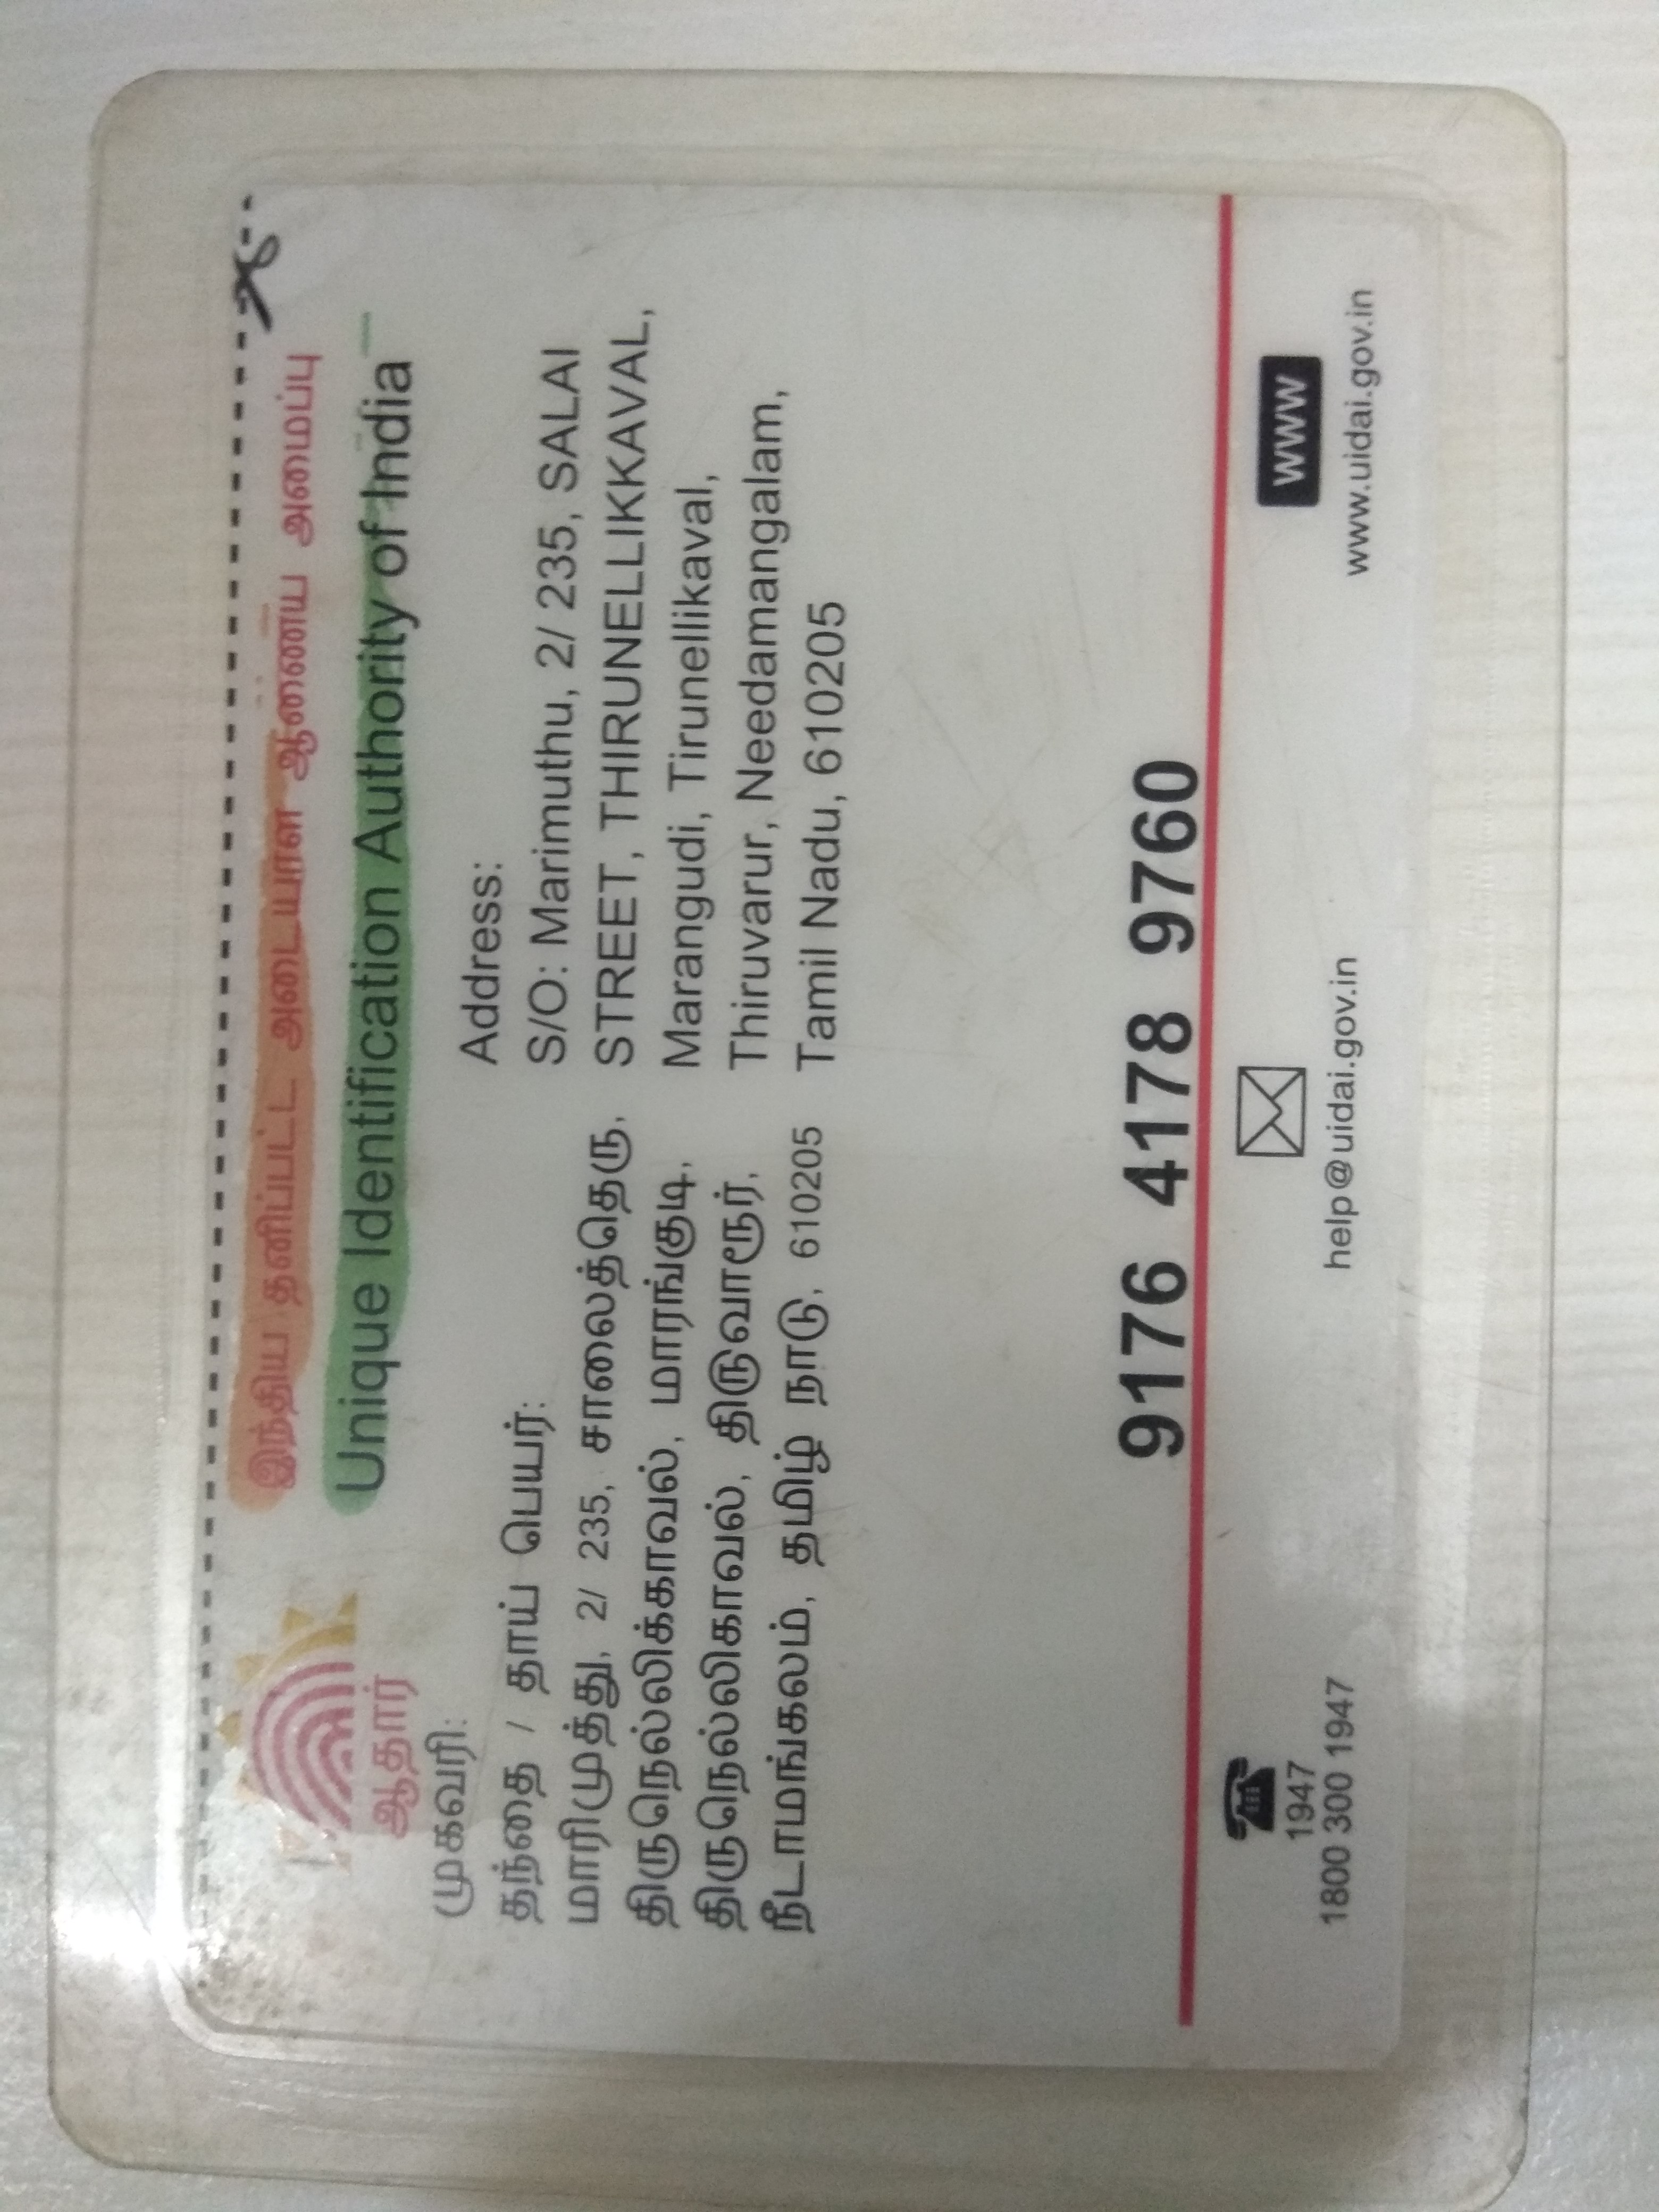 இந்திய தனிப்பட்ட அடையாள ஆணைய அமைப்பு
Unique Identification Authority of India
ஆதார்
முகவரி:
தந்தை / தாய் பெயர்:
மாரிமுத்து, 2/ 235, சாலைத்தெரு,
திருநெல்லிக்காவல், மாரங்குடி,
திருநெல்லிகாவல், திருவாரூர்,
நீடாமங்கலம், தமிழ் நாடு, 610205
Address:
S/O: Marimuthu, 2/ 235, SALAI
STREET, THIRUNELLIKKAVAL,
Marangudi, Tirunellikaval,
Thiruvarur, Needamangalam,
Tamil Nadu, 610205
9176 4178 9760
1947
1800 300 1947
help@uidai.gov.in
WWW
www.uidai.gov.in